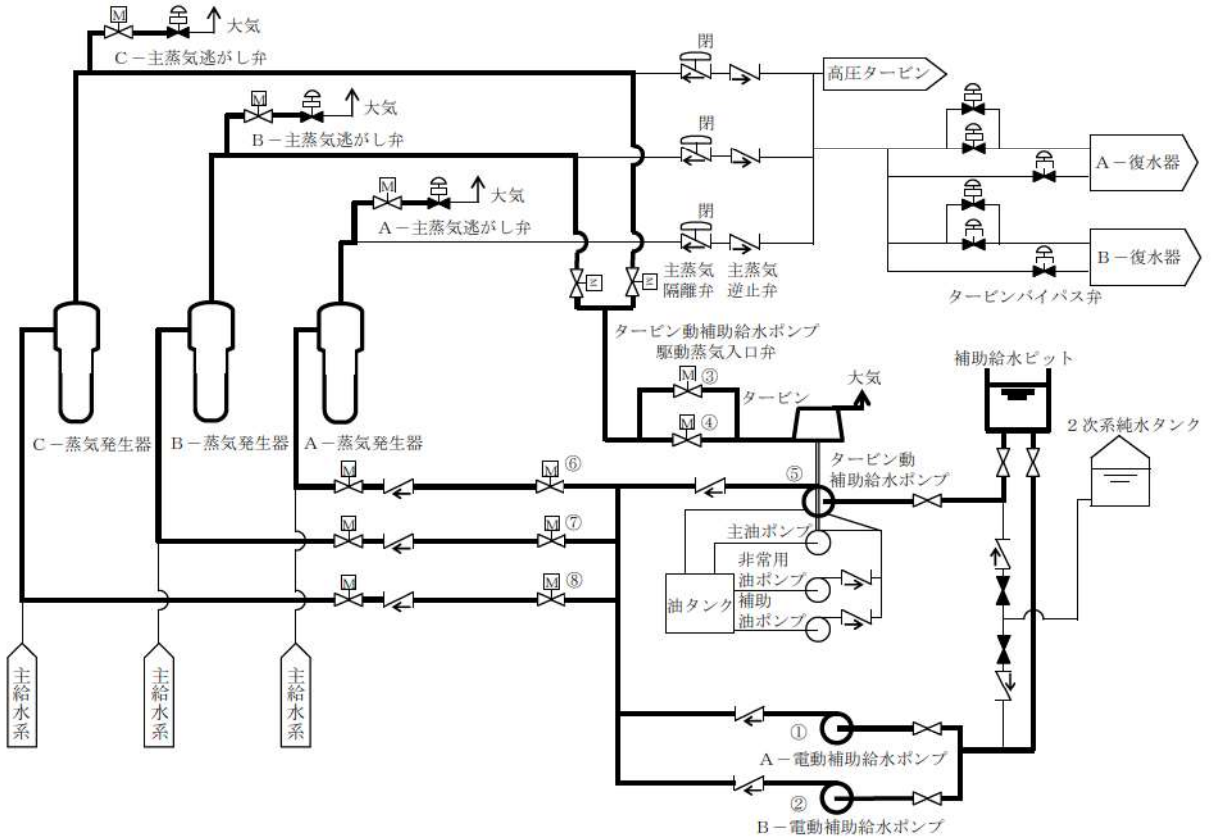 M
大気
C－主蒸気逃がし弁
閉
高圧タービン
M
大気
B－主蒸気逃がし弁
閉
A－復水器
M
大気
A－主蒸気逃がし弁
閉
B－復水器
M
M
主蒸気
隔離弁
主蒸気
逆止弁
タービンバイパス弁
タービン動補助給水ポンプ
駆動蒸気入口弁
補助給水ピット
M
③
タービン
大気
M
④
2次系純水タンク
C－蒸気発生器
B－蒸気発生器
A－蒸気発生器
M
M
⑥
⑤
タービン動
補助給水ポンプ
M
M
⑦
主油ポンプ
非常用
油ポンプ
M
M
⑧
油タンク
補助
油ポンプ
主給水系
主給水系
主給水系
①
A－電動補助給水ポンプ
②
B－電動補助給水ポンプ